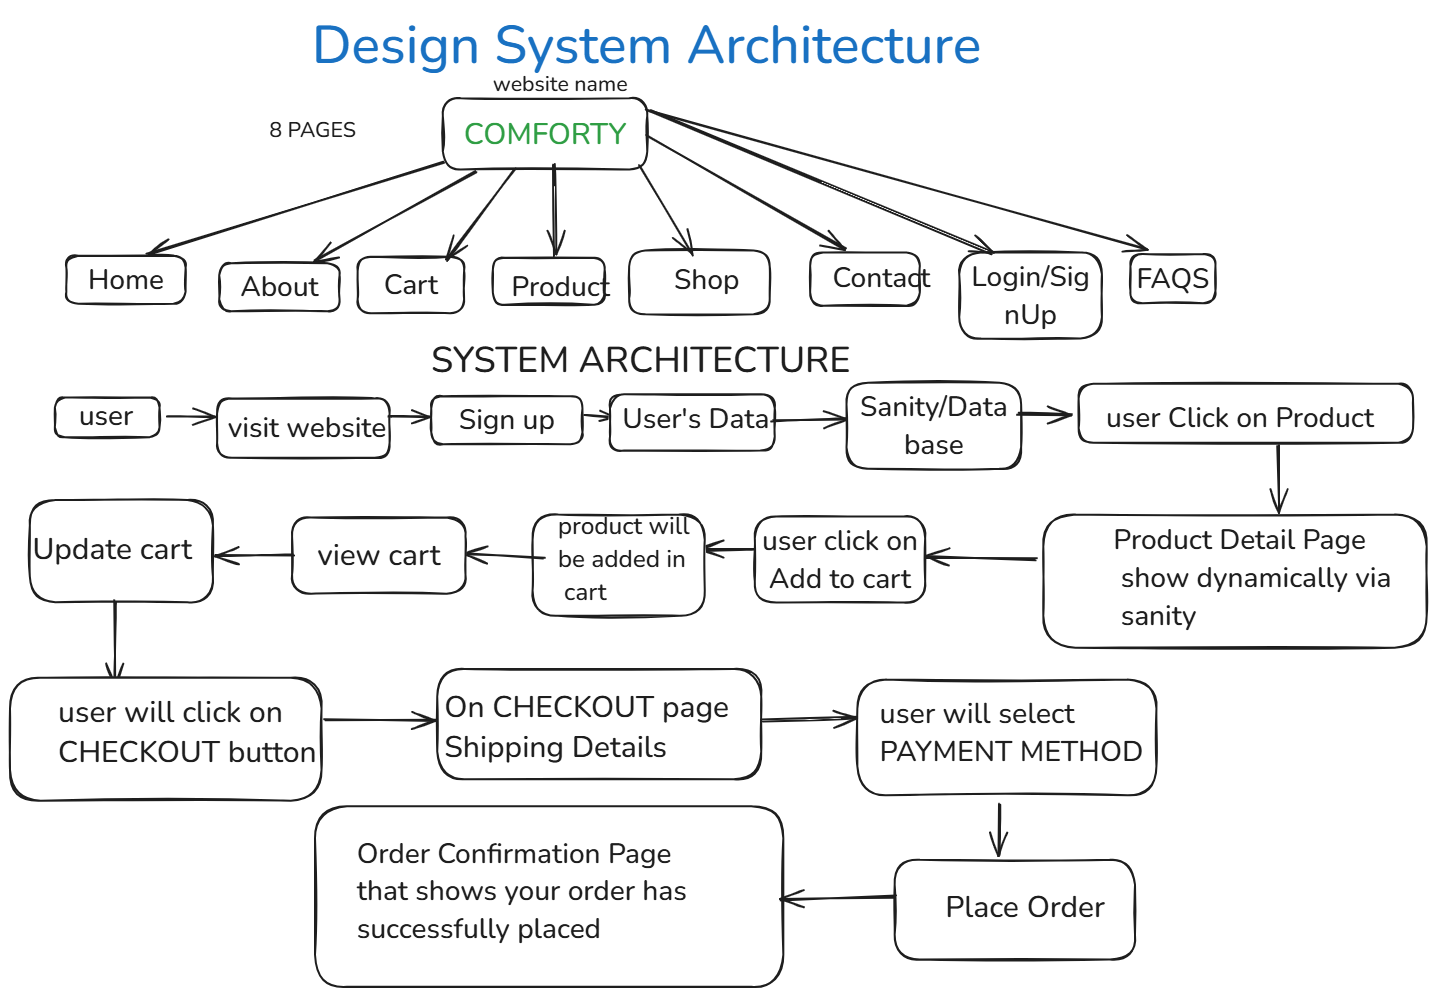 Design System Architecture
website name
8 PAGES
COMFORTY
Home
About
Cart
Product
Shop
Contact
Login/Sig
nUp
FAQS
SYSTEM ARCHITECTURE
user
visit website
Sign up
User's Data
Sanity/Data
base
user Click on Product
Product Detail Page
show dynamically via
sanity
user click on
Add to cart
product will
be added in
cart
view cart
Update cart
user will click on
CHECKOUT button
On CHECKOUT page
Shipping Details
user will select
PAYMENT METHOD
Place Order
Order Confirmation Page
that shows your order has
successfully placed